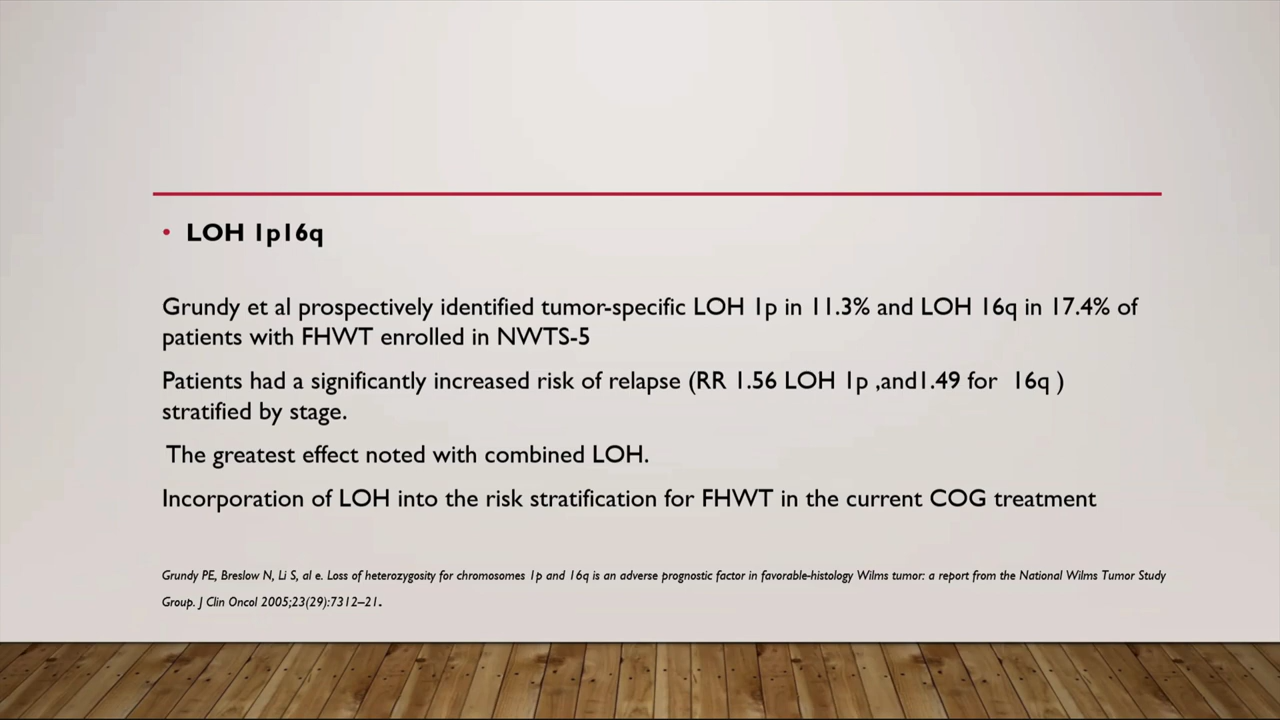 • LOH 1p16q
Grundy et al prospectively identified tumor-specific LOH 1p in 11.3% and LOH 16q in 17.4% of
patients with FHWT enrolled in NWTS-5
Patients had a significantly increased risk of relapse (RR 1.56 LOH 1p ,and1.49 for 16q )
stratified by stage.
The greatest effect noted with combined LOH.
Incorporation of LOH into the risk stratification for FHWT in the current COG treatment
Grundy PE, Breslow N, Li S, al e. Loss of heterozygosity for chromosomes 1p and 16q is an adverse prognostic factor in favorable-histology Wilms tumor: a report from the National Wilms Tumor Study
Group. J Clin Oncol 2005;23(29):7312–21.